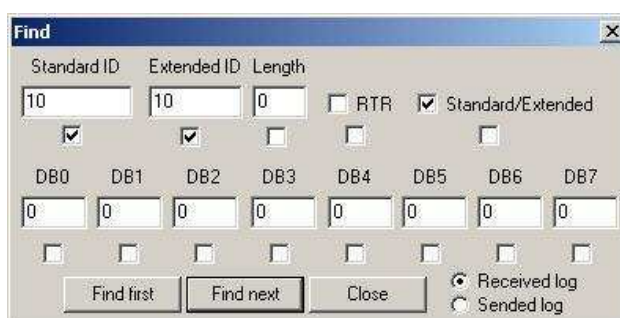 Find
Standard ID Extended ID Length
10 10 0 RTR Standard/Extended
DB0 DB1 DB2 DB3 DB4 DB5 DB6 DB7
0 0 0 0 0 0 0 0
Find first Find next Close Received log
Sended log